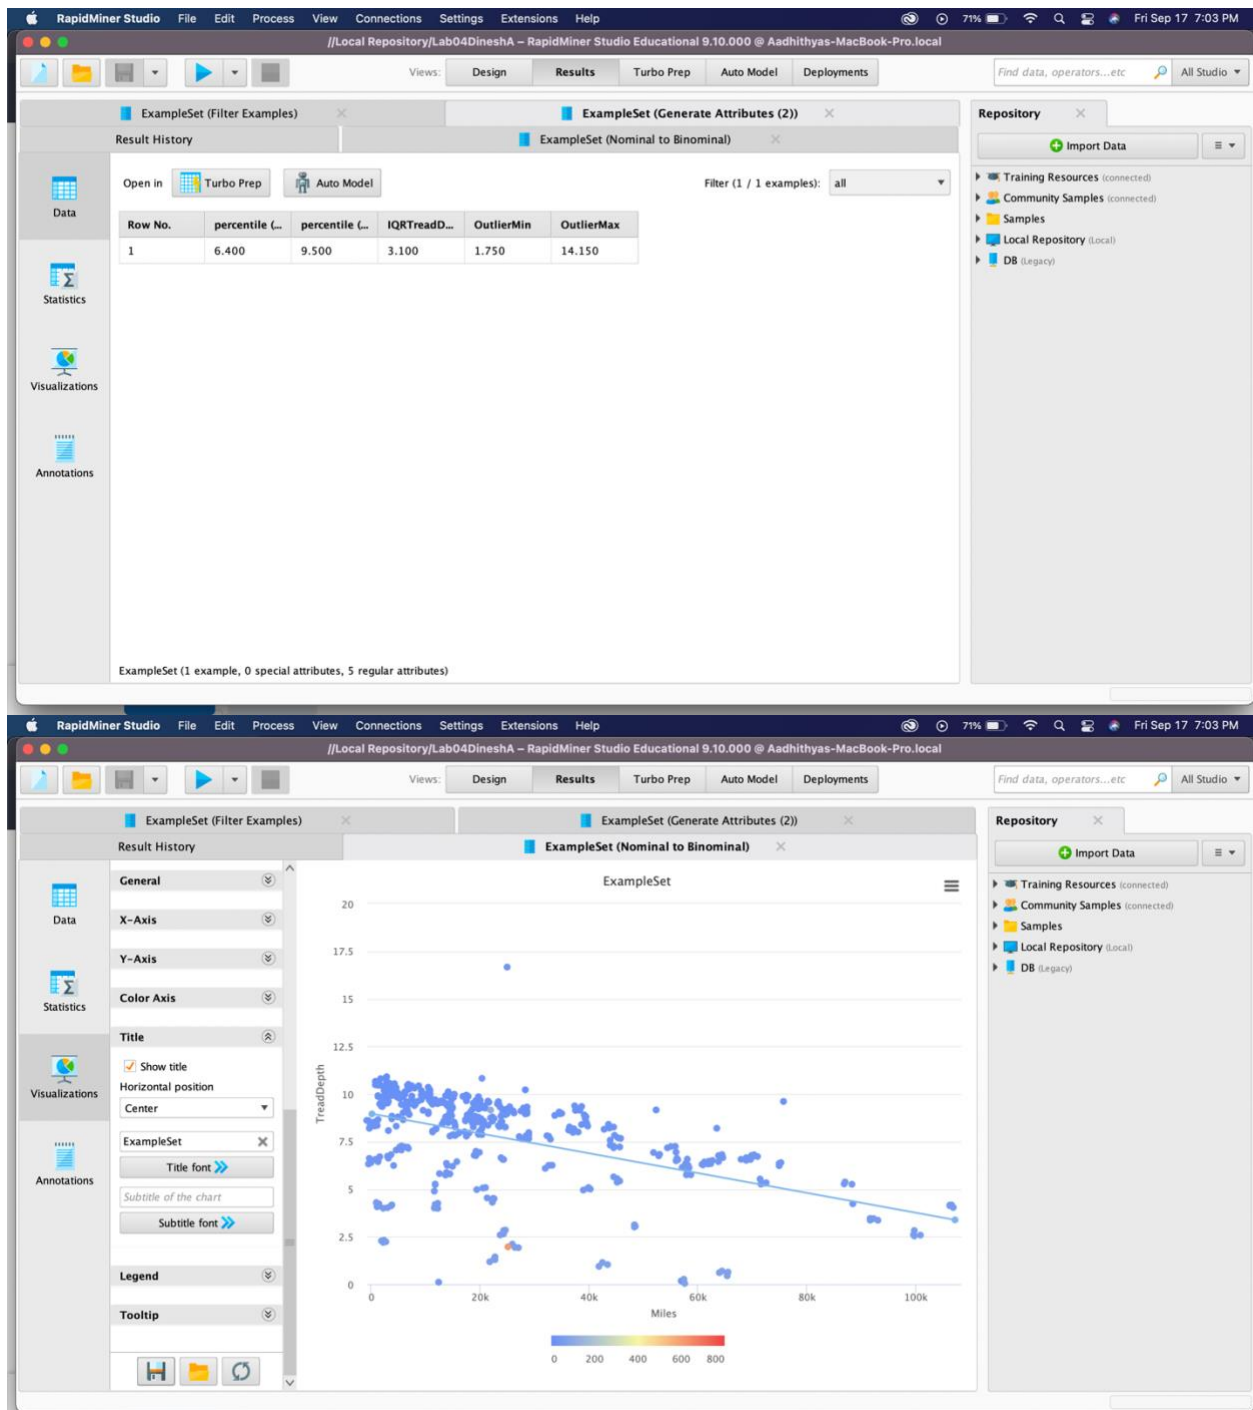 RapidMiner Studio File Edit Process View Connections Settings Extensions Help 71% Fri Sep 17 7:03 PM
//Local Repository/Lab04DineshA – RapidMiner Studio Educational 9.10.000 @ Aadhithyas-MacBook-Pro.local
Views: Design Results Turbo Prep Auto Model Deployments Find data, operators...etc All Studio
ExampleSet (Filter Examples) ExampleSet (Generate Attributes (2)) Repository
Result History ExampleSet (Nominal to Binominal)
Import Data
Open in Turbo Prep Auto Model Filter (1 / 1 examples): all
Training Resources (connected)
Community Samples (connected)
Samples
Local Repository (Local)
DB (Legacy)
Data
Statistics
Visualizations
Annotations
Row No. percentile (... percentile (... IQRTreadD... OutlierMin OutlierMax
1 6.400 9.500 3.100 1.750 14.150
ExampleSet (1 example, 0 special attributes, 5 regular attributes)
RapidMiner Studio File Edit Process View Connections Settings Extensions Help 71% Fri Sep 17 7:03 PM
//Local Repository/Lab04DineshA – RapidMiner Studio Educational 9.10.000 @ Aadhithyas-MacBook-Pro.local
Views: Design Results Turbo Prep Auto Model Deployments Find data, operators...etc All Studio
ExampleSet (Filter Examples) ExampleSet (Generate Attributes (2)) Repository
Result History ExampleSet (Nominal to Binominal)
Import Data
Training Resources (connected)
Community Samples (connected)
Samples
Local Repository (Local)
DB (Legacy)
Data
Statistics
Visualizations
Annotations
General
X-Axis
Y-Axis
Color Axis
Title
Show title
Horizontal position
Center
ExampleSet
Title font
Subtitle of the chart
Subtitle font
Legend
Tooltip
ExampleSet
20
17.5
15
12.5
10
7.5
5
2.5
0
TreadDepth
0 20k 40k 60k 80k 100k
Miles
0 200 400 600 800